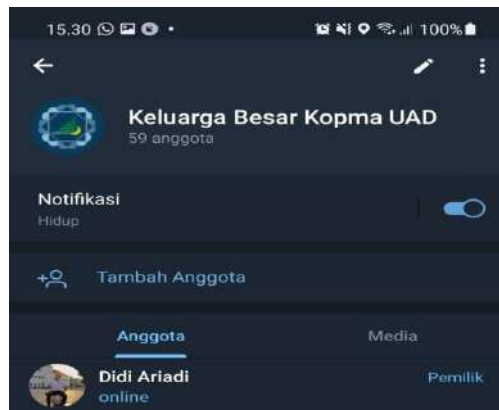 15.30 100%
Keluarga Besar Kopma UAD
59 anggota
Notifikasi
Hidup
Tambah Anggota
Anggota Media
Didi Ariadi Pemilik
online